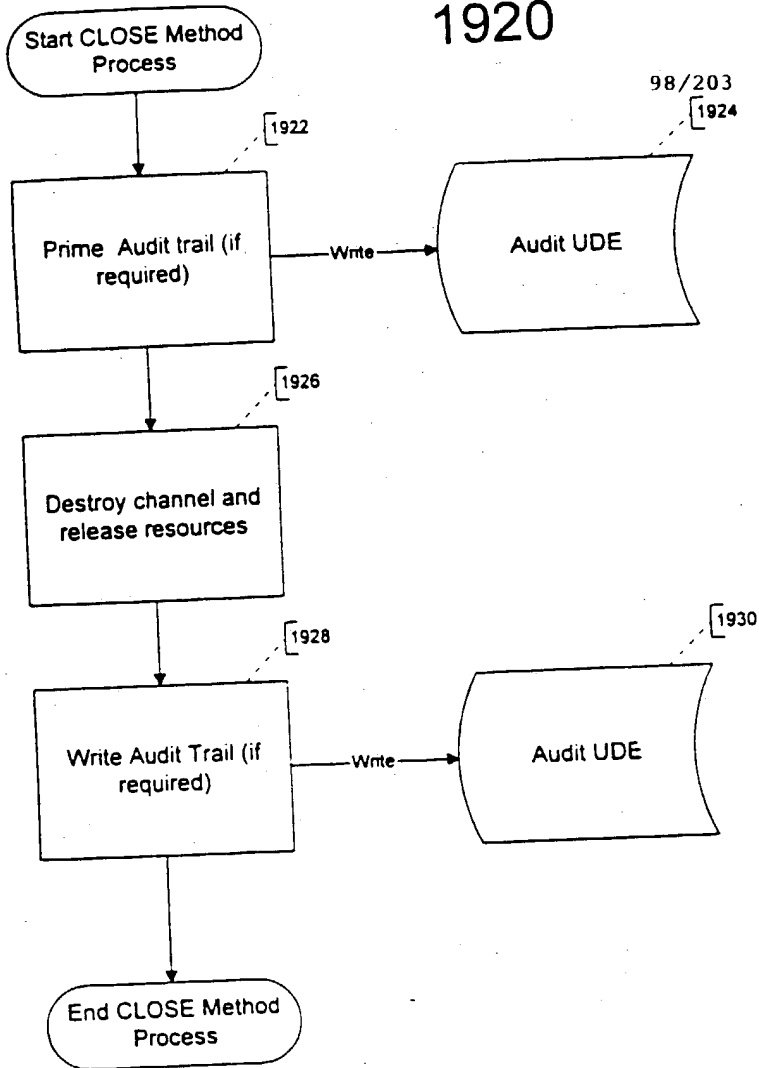 1920
Start CLOSE Method
Process
98/203
1924
1922
Prime Audit trail (if
required)
Write
Audit UDE
1926
Destroy channel and
release resources
1928
1930
Write Audit Trail (if
required)
Write
Audit UDE
End CLOSE Method
Process